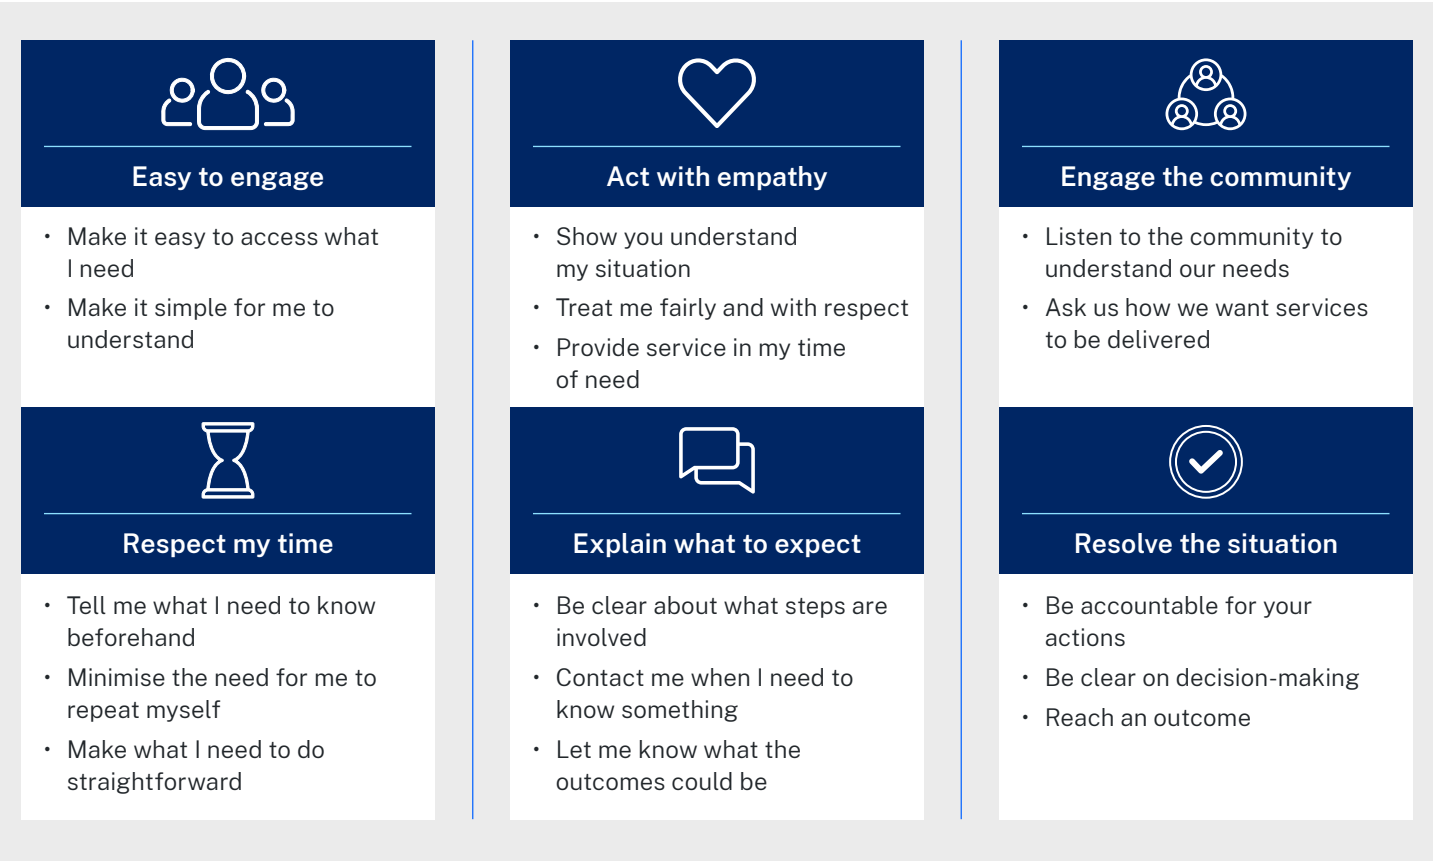 Easy to engage
• Make it easy to access what
I need
• Make it simple for me to
understand
Act with empathy
• Show you understand
my situation
• Treat me fairly and with respect
• Provide service in my time
of need
Engage the community
• Listen to the community to
understand our needs
• Ask us how we want services
to be delivered
Respect my time
• Tell me what I need to know
beforehand
• Minimise the need for me to
repeat myself
• Make what I need to do
straightforward
Explain what to expect
• Be clear about what steps are
involved
• Contact me when I need to
know something
• Let me know what the
outcomes could be
Resolve the situation
• Be accountable for your
actions
• Be clear on decision-making
• Reach an outcome